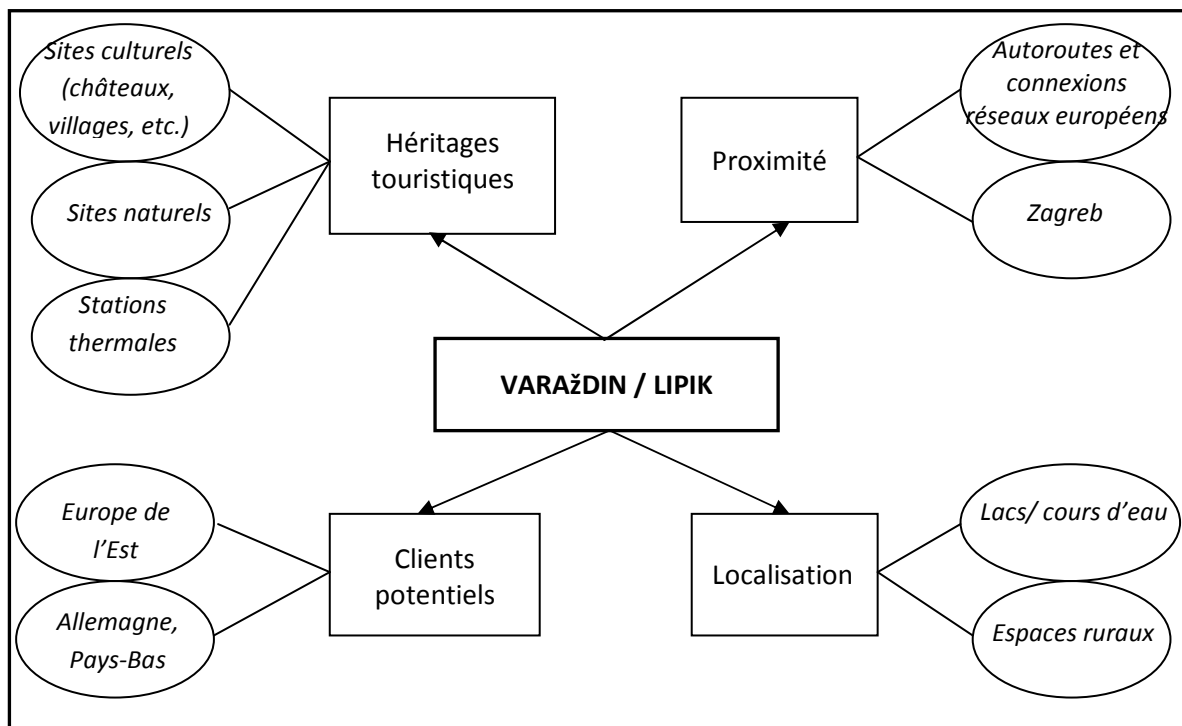 Sites culturels
(châteaux,
villages, etc.)
Sites naturels
Stations
thermales
Héritages
touristiques
Proximité
Autoroutes et
connexions
réseaux européens
Zagreb
VARAžDIN / LIPIK
Europe de
l’Est
Allemagne,
Pays-Bas
Clients
potentiels
Localisation
Lacs/ cours d’eau
Espaces ruraux